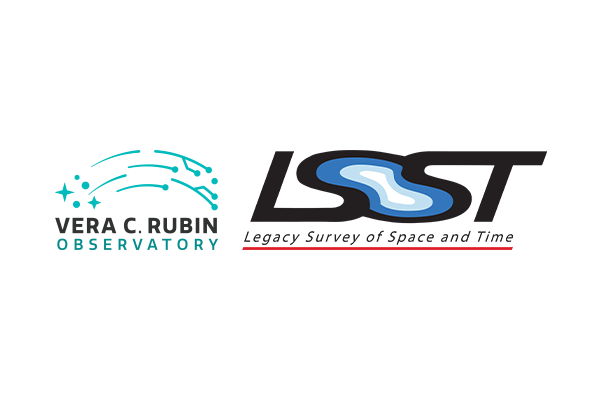 VERA C. RUBIN
OBSERVATORY
LSST
Legacy Survey of Space and Time